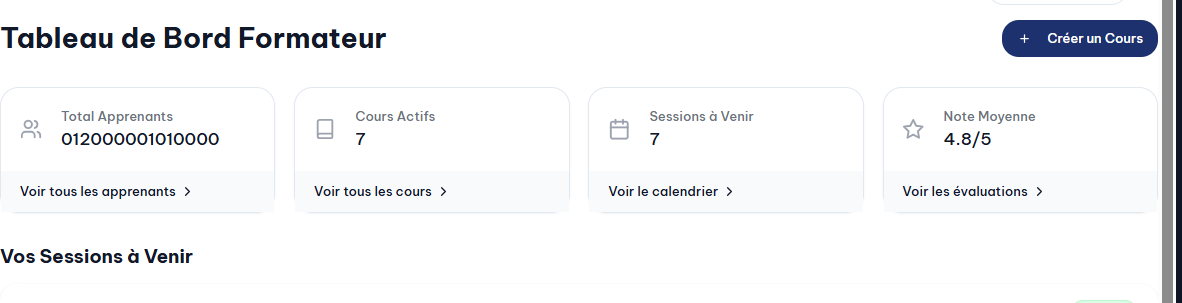 Tableau de Bord Formateur
+ Créer un Cours
Total Apprenants
012000001010000
Voir tous les apprenants
Cours Actifs
7
Voir tous les cours
Sessions à Venir
7
Voir le calendrier
Note Moyenne
4.8/5
Voir les évaluations
Vos Sessions à Venir